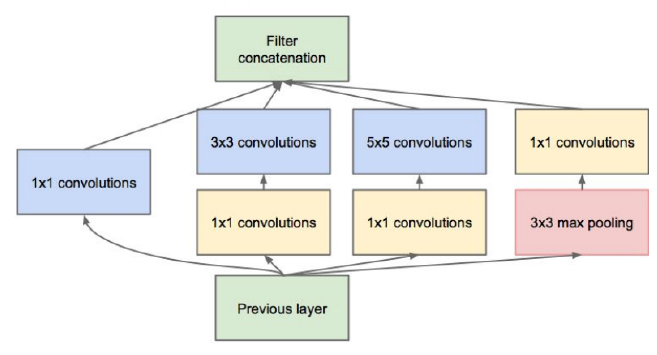 Filter
concatenation
3x3 convolutions
5x5 convolutions
1x1 convolutions
1x1 convolutions
1x1 convolutions
1x1 convolutions
3x3 max pooling
Previous layer